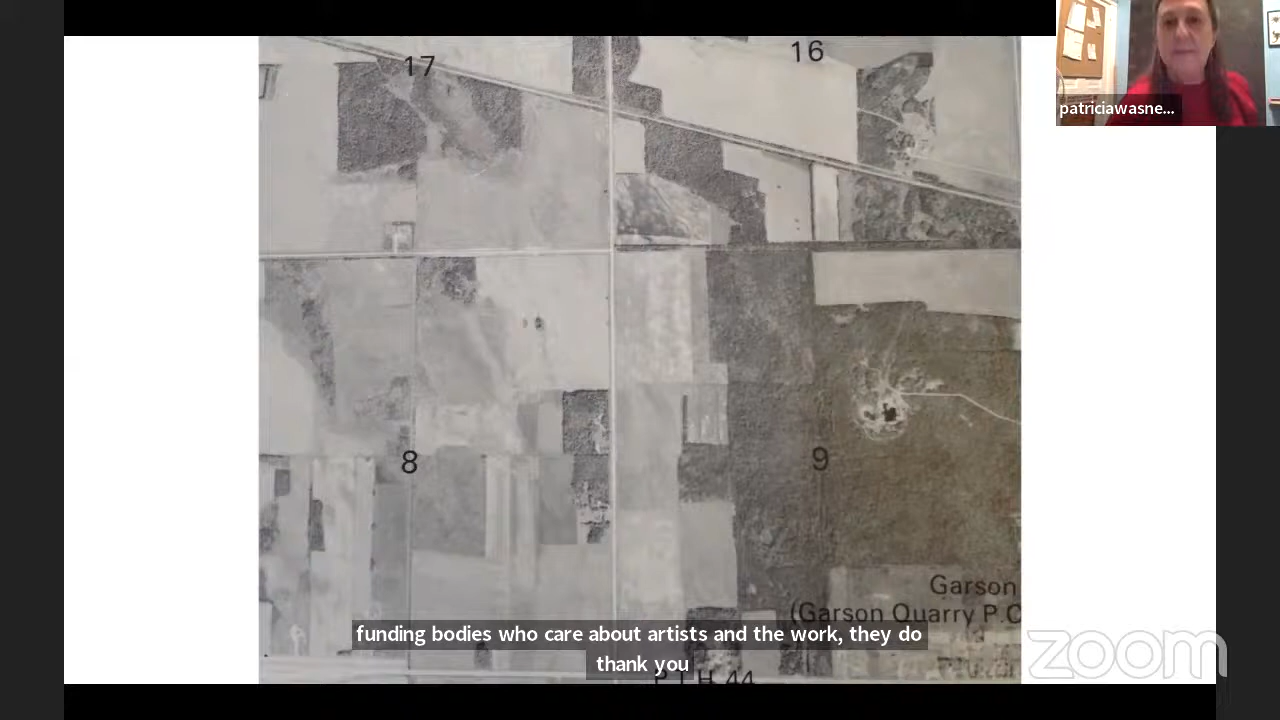 17
16
patriciawasne...
8
9
Garson
(Garson Quarry P.O
funding bodies who care about artists and the work, they do
thank you
P.T.H. 44
zoom